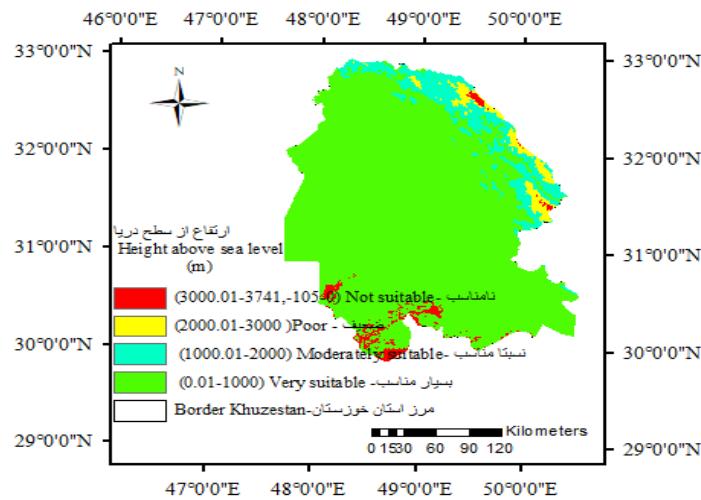 46°0'0"E 47°0'0"E 48°0'0"E 49°0'0"E 50°0'0"E
33°0'0"N 33°0'0"N
N
32°0'0"N 32°0'0"N
31°0'0"N 31°0'0"N
30°0'0"N 30°0'0"N
29°0'0"N 29°0'0"N
ارتفاع از سطح دریا
Height above sea level
(m)
(3000.01-3741,-105-0) Not suitable- نامناسب
(2000.01-3000 )Poor - ضعیف
(1000.01-2000) Moderately suitable- نسبتا مناسب
(0.01-1000) Very suitable -بسیار مناسب
Border Khuzestan-مرز استان خوزستان
Kilometers
0 15 30 60 90 120
47°0'0"E 48°0'0"E 49°0'0"E 50°0'0"E